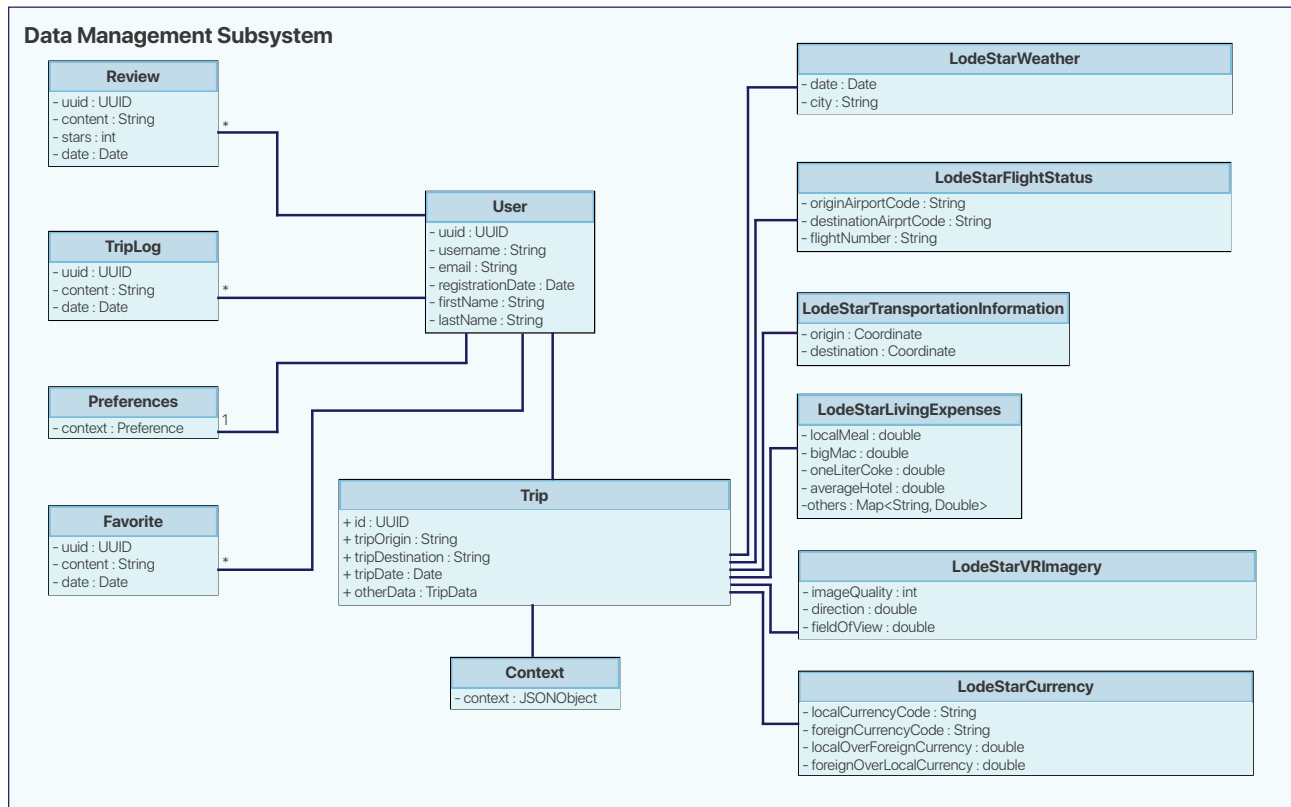 Data Management Subsystem
Review
- uuid : UUID
- content : String
- stars : int
- date : Date
*
TripLog
- uuid : UUID
- content : String
- date : Date
*
Preferences
- context : Preference
1
Favorite
- uuid : UUID
- content : String
- date : Date
*
User
- uuid : UUID
- username : String
- email : String
- registrationDate : Date
- firstName : String
- lastName : String
Trip
+ id : UUID
+ tripOrigin : String
+ tripDestination : String
+ tripDate : Date
+ otherData : TripData
Context
- context : JSONObject
LodeStarWeather
- date : Date
- city : String
LodeStarFlightStatus
- originAirportCode : String
- destinationAirprtCode : String
- flightNumber : String
LodeStarTransportationInformation
- origin : Coordinate
- destination : Coordinate
LodeStarLivingExpenses
- localMeal : double
- bigMac : double
- oneLiterCoke : double
- averageHotel : double
-others : Map<String, Double>
LodeStarVRImagery
- imageQuality : int
- direction : double
- fieldOfView : double
LodeStarCurrency
- localCurrencyCode : String
- foreignCurrencyCode : String
- localOverForeignCurrency : double
- foreignOverLocalCurrency : double